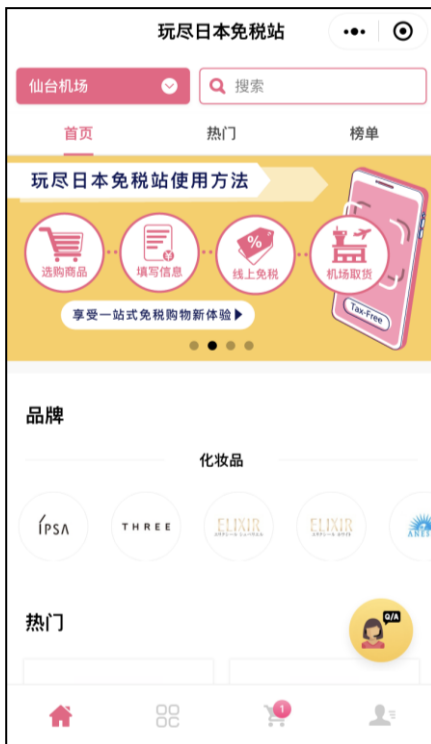 玩尽日本免税站
仙台机场
搜索
首页 热门 榜单
玩尽日本免税站使用方法
%
¥
选购商品 填写信息 线上免税 机场取货
享受一站式免税购物新体验▶
Tax-Free
品牌
化妆品
IPSA THREE ELIXIR ELIXIR
热门
Q/A
1